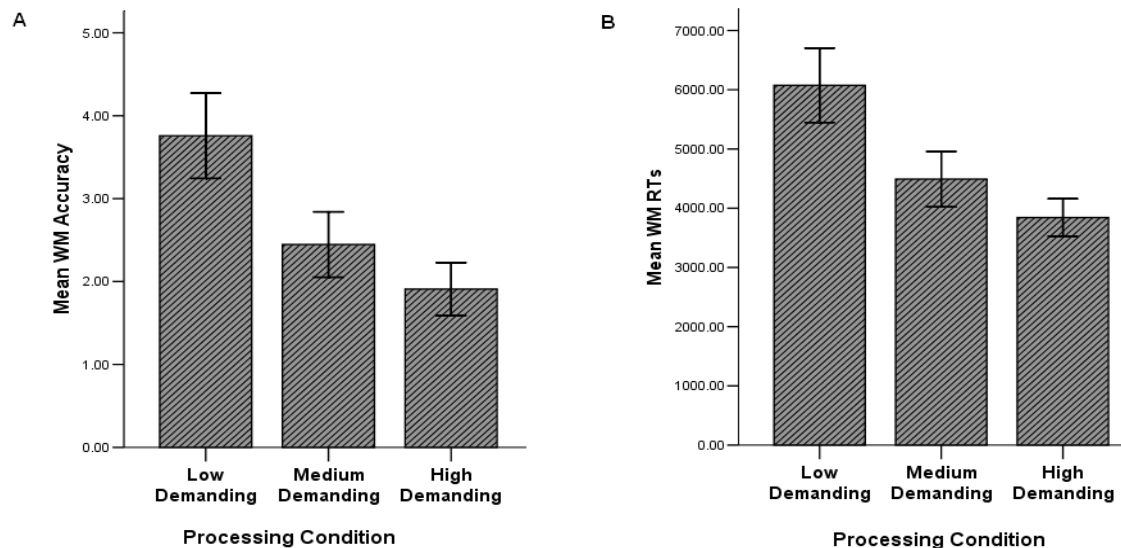 A
Mean WM Accuracy
5.00
4.00
3.00
2.00
1.00
0.00
Low
Demanding
Medium
Demanding
High
Demanding
Processing Condition
B
Mean WM RTs
7000.00
6000.00
5000.00
4000.00
3000.00
2000.00
1000.00
0.00
Low
Demanding
Medium
Demanding
High
Demanding
Processing Condition